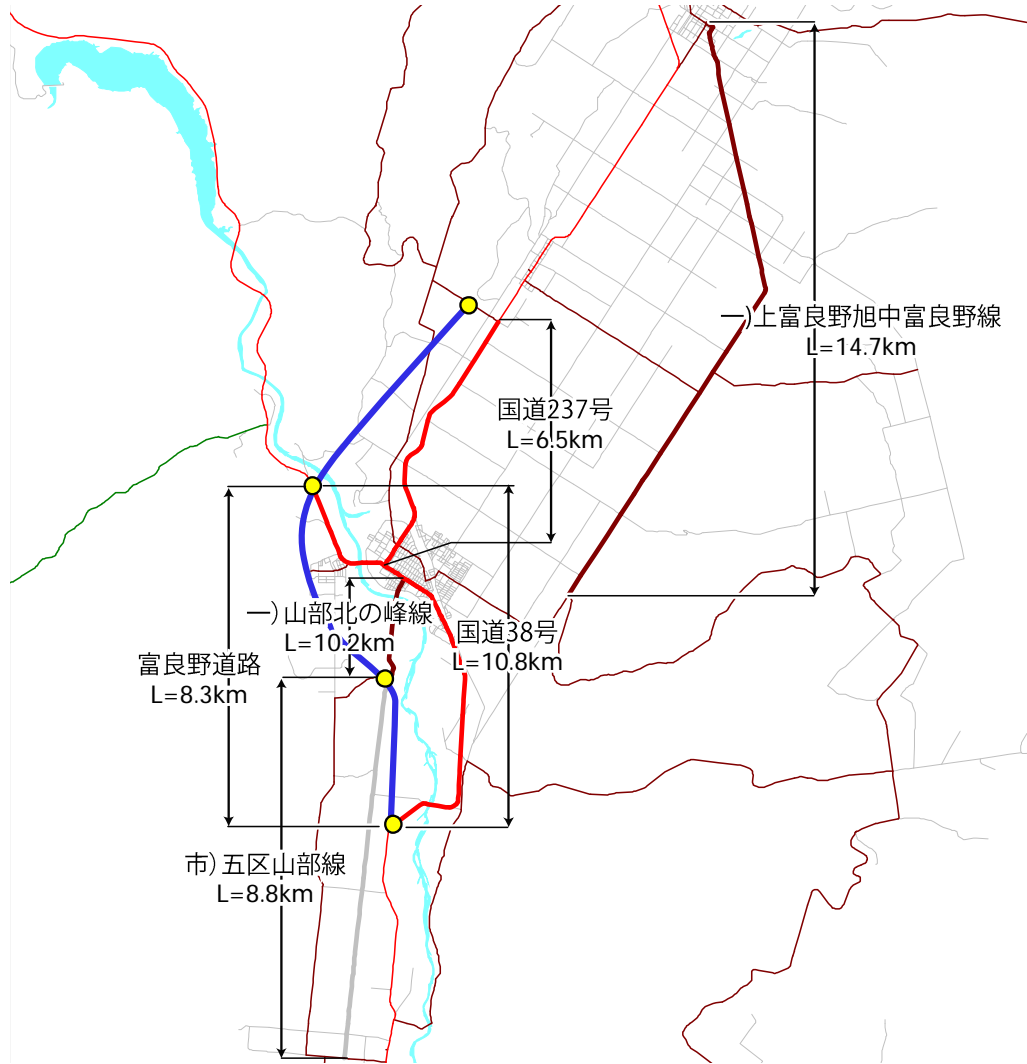 一)上富良野旭中富良野線
L=14.7km
国道237号
L=6.5km
一)山部北の峰線
L=10.2km
国道38号
L=10.8km
富良野道路
L=8.3km
市)五区山部線
L=8.8km